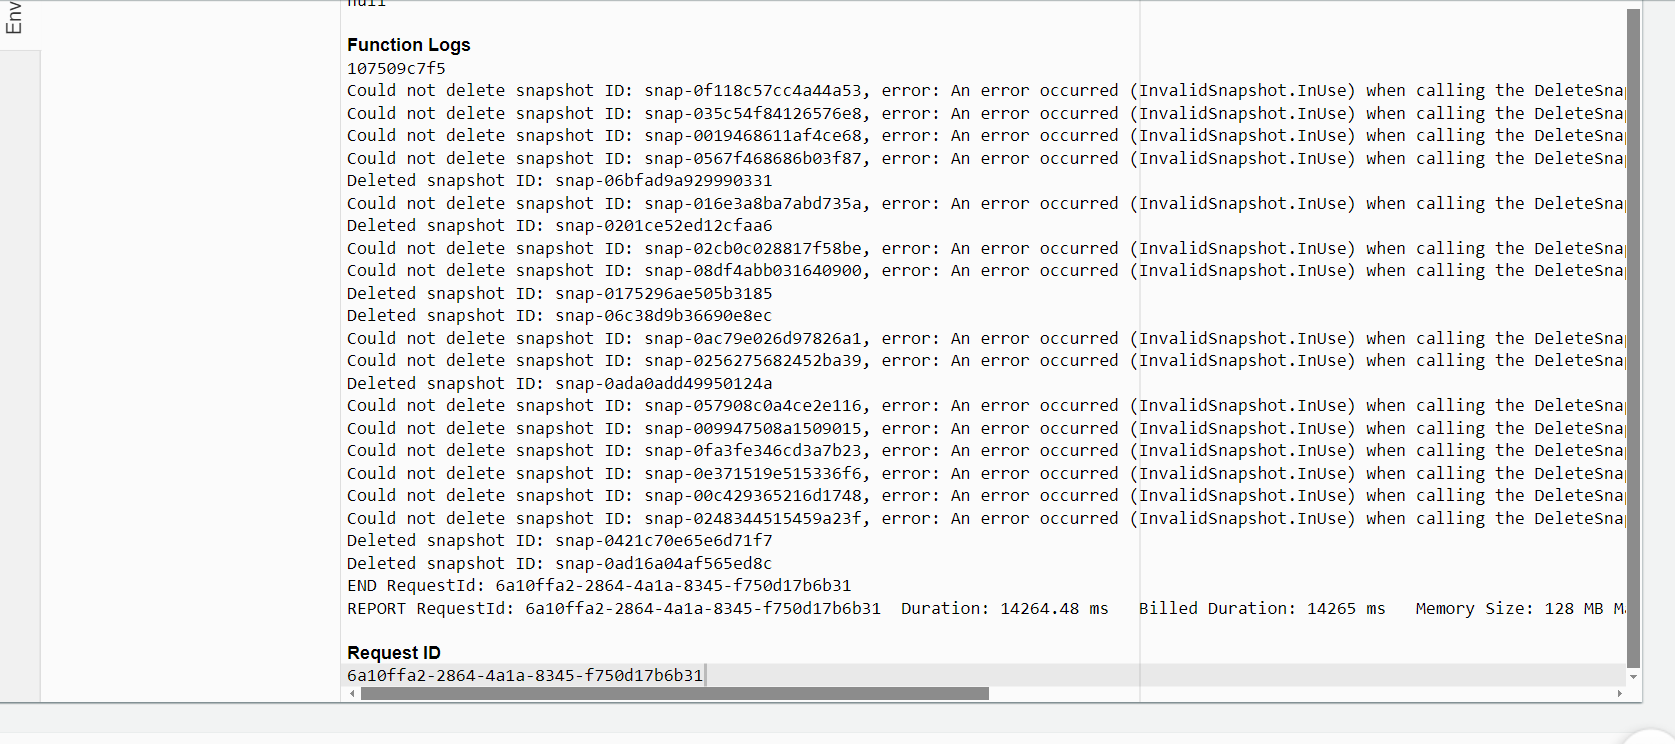 Env
null
Function Logs
107509c7f5
Could not delete snapshot ID: snap-0f118c57cc4a44a53, error: An error occurred (InvalidSnapshot.InUse) when calling the DeleteSnap
Could not delete snapshot ID: snap-035c54f84126576e8, error: An error occurred (InvalidSnapshot.InUse) when calling the DeleteSnap
Could not delete snapshot ID: snap-0019468611af4ce68, error: An error occurred (InvalidSnapshot.InUse) when calling the DeleteSnap
Could not delete snapshot ID: snap-0567f468686b03f87, error: An error occurred (InvalidSnapshot.InUse) when calling the DeleteSnap
Deleted snapshot ID: snap-06bfad9a929990331
Could not delete snapshot ID: snap-016e3a8ba7abd735a, error: An error occurred (InvalidSnapshot.InUse) when calling the DeleteSnap
Deleted snapshot ID: snap-0201ce52ed12cfaa6
Could not delete snapshot ID: snap-02cb0c028817f58be, error: An error occurred (InvalidSnapshot.InUse) when calling the DeleteSnap
Could not delete snapshot ID: snap-08df4abb031640900, error: An error occurred (InvalidSnapshot.InUse) when calling the DeleteSnap
Deleted snapshot ID: snap-0175296ae505b3185
Deleted snapshot ID: snap-06c38d9b36690e8ec
Could not delete snapshot ID: snap-0ac79e026d97826a1, error: An error occurred (InvalidSnapshot.InUse) when calling the DeleteSnap
Could not delete snapshot ID: snap-0256275682452ba39, error: An error occurred (InvalidSnapshot.InUse) when calling the DeleteSnap
Deleted snapshot ID: snap-0ada0add49950124a
Could not delete snapshot ID: snap-057908c0a4ce2e116, error: An error occurred (InvalidSnapshot.InUse) when calling the DeleteSnap
Could not delete snapshot ID: snap-009947508a1509015, error: An error occurred (InvalidSnapshot.InUse) when calling the DeleteSnap
Could not delete snapshot ID: snap-0fa3fe346cd3a7b23, error: An error occurred (InvalidSnapshot.InUse) when calling the DeleteSnap
Could not delete snapshot ID: snap-0e371519e515336f6, error: An error occurred (InvalidSnapshot.InUse) when calling the DeleteSnap
Could not delete snapshot ID: snap-00c429365216d1748, error: An error occurred (InvalidSnapshot.InUse) when calling the DeleteSnap
Could not delete snapshot ID: snap-0248344515459a23f, error: An error occurred (InvalidSnapshot.InUse) when calling the DeleteSnap
Deleted snapshot ID: snap-0421c70e65e6d71f7
Deleted snapshot ID: snap-0ad16a04af565ed8c
END RequestId: 6a10ffa2-2864-4a1a-8345-f750d17b6b31
REPORT RequestId: 6a10ffa2-2864-4a1a-8345-f750d17b6b31 Duration: 14264.48 ms Billed Duration: 14265 ms Memory Size: 128 MB M
Request ID
6a10ffa2-2864-4a1a-8345-f750d17b6b31